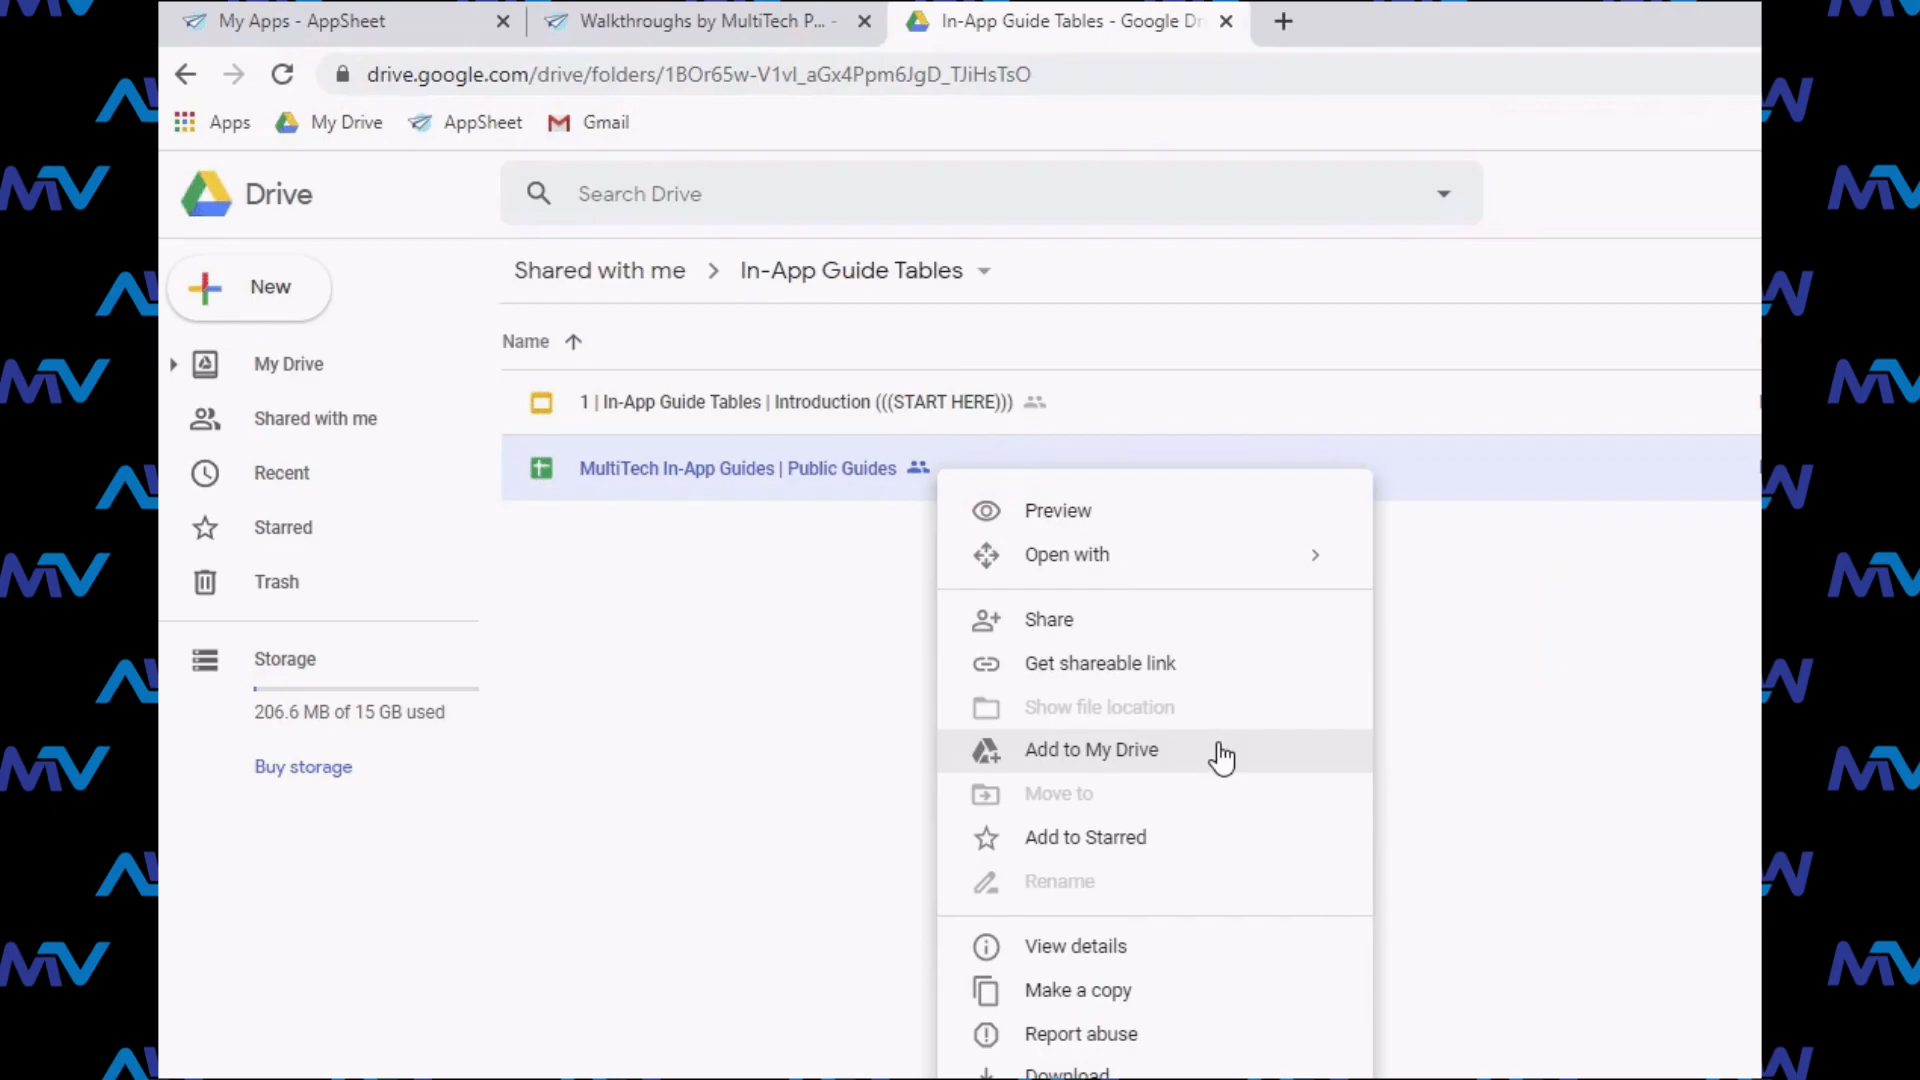 My Apps - AppSheet
Walkthroughs by MultiTech P... -
In-App Guide Tables - Google Dr
drive.google.com/drive/folders/1BOr65w-V1vl_aGx4Ppm6JgD_TJiHsTsO
Apps
My Drive
AppSheet
Gmail
Drive
Search Drive
New
Shared with me > In-App Guide Tables
Name
My Drive
Shared with me
Recent
Starred
Trash
Storage
206.6 MB of 15 GB used
Buy storage
1 | In-App Guide Tables | Introduction (((START HERE)))
MultiTech In-App Guides | Public Guides
Preview
Open with
Share
Get shareable link
Show file location
Add to My Drive
Move to
Add to Starred
Rename
View details
Make a copy
Report abuse
Download